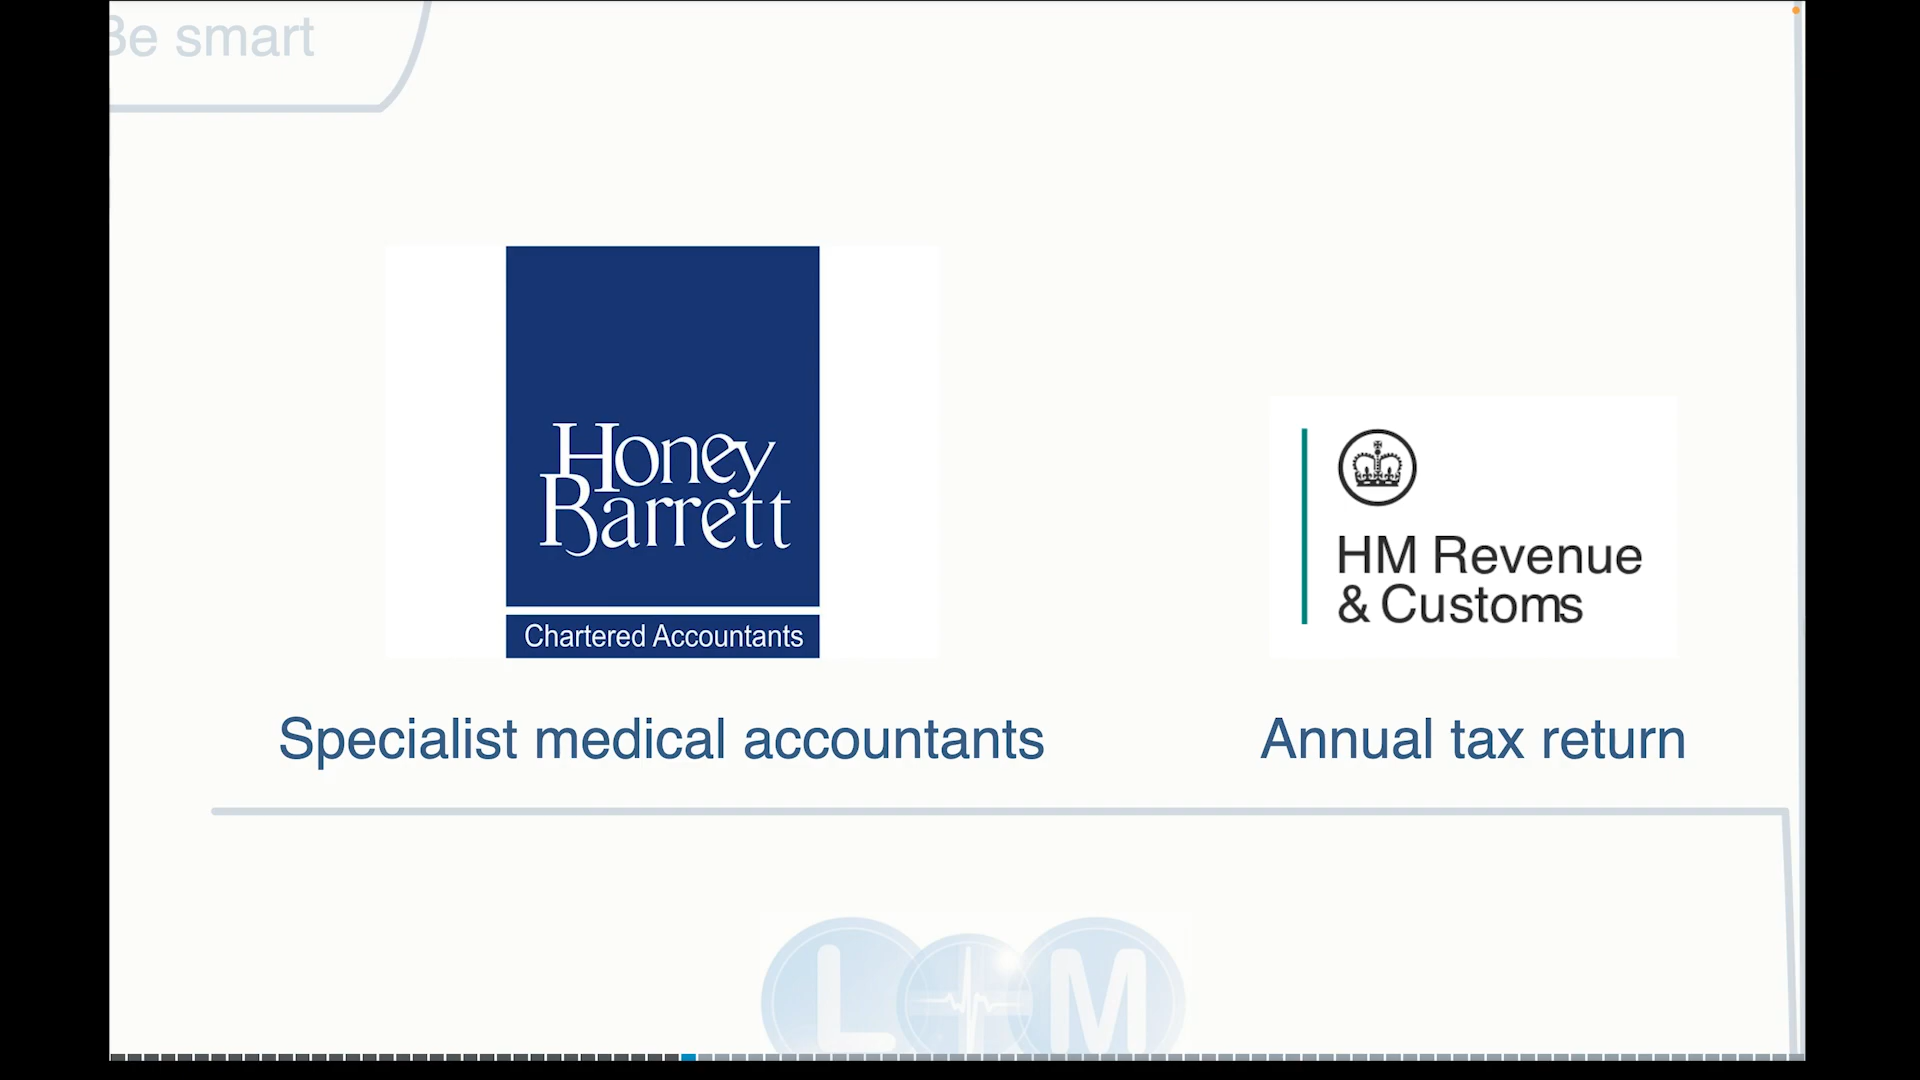 Be smart
Honey
Barrett
Chartered Accountants
HM Revenue
& Customs
Specialist medical accountants
Annual tax return
L M